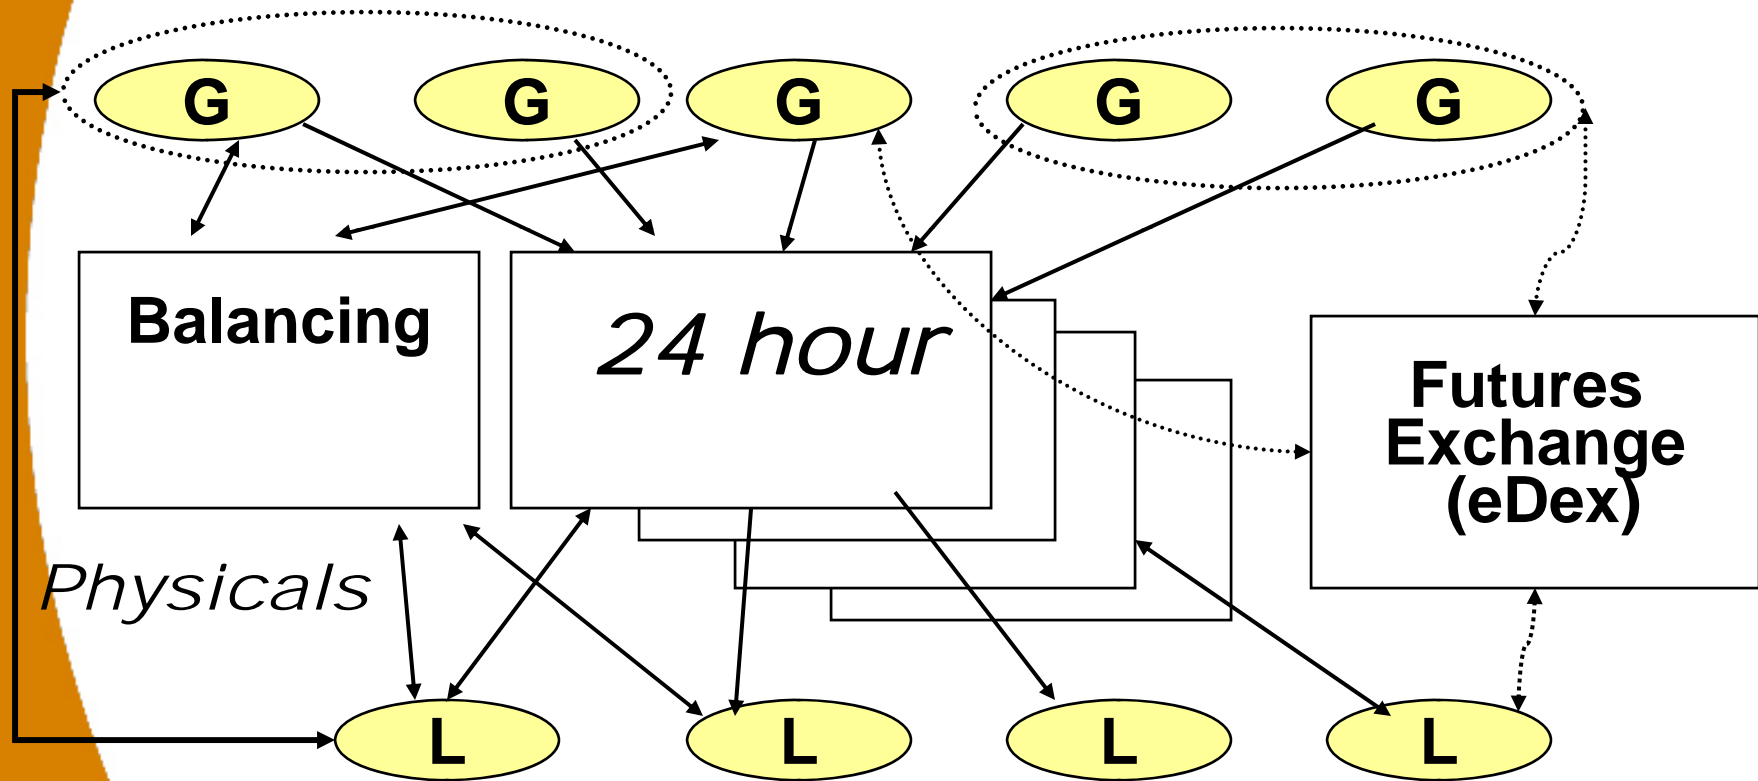 G
G
G
G
G
Balancing
24 hour
Futures
Exchange
(eDex)
Physicals
L
L
L
L